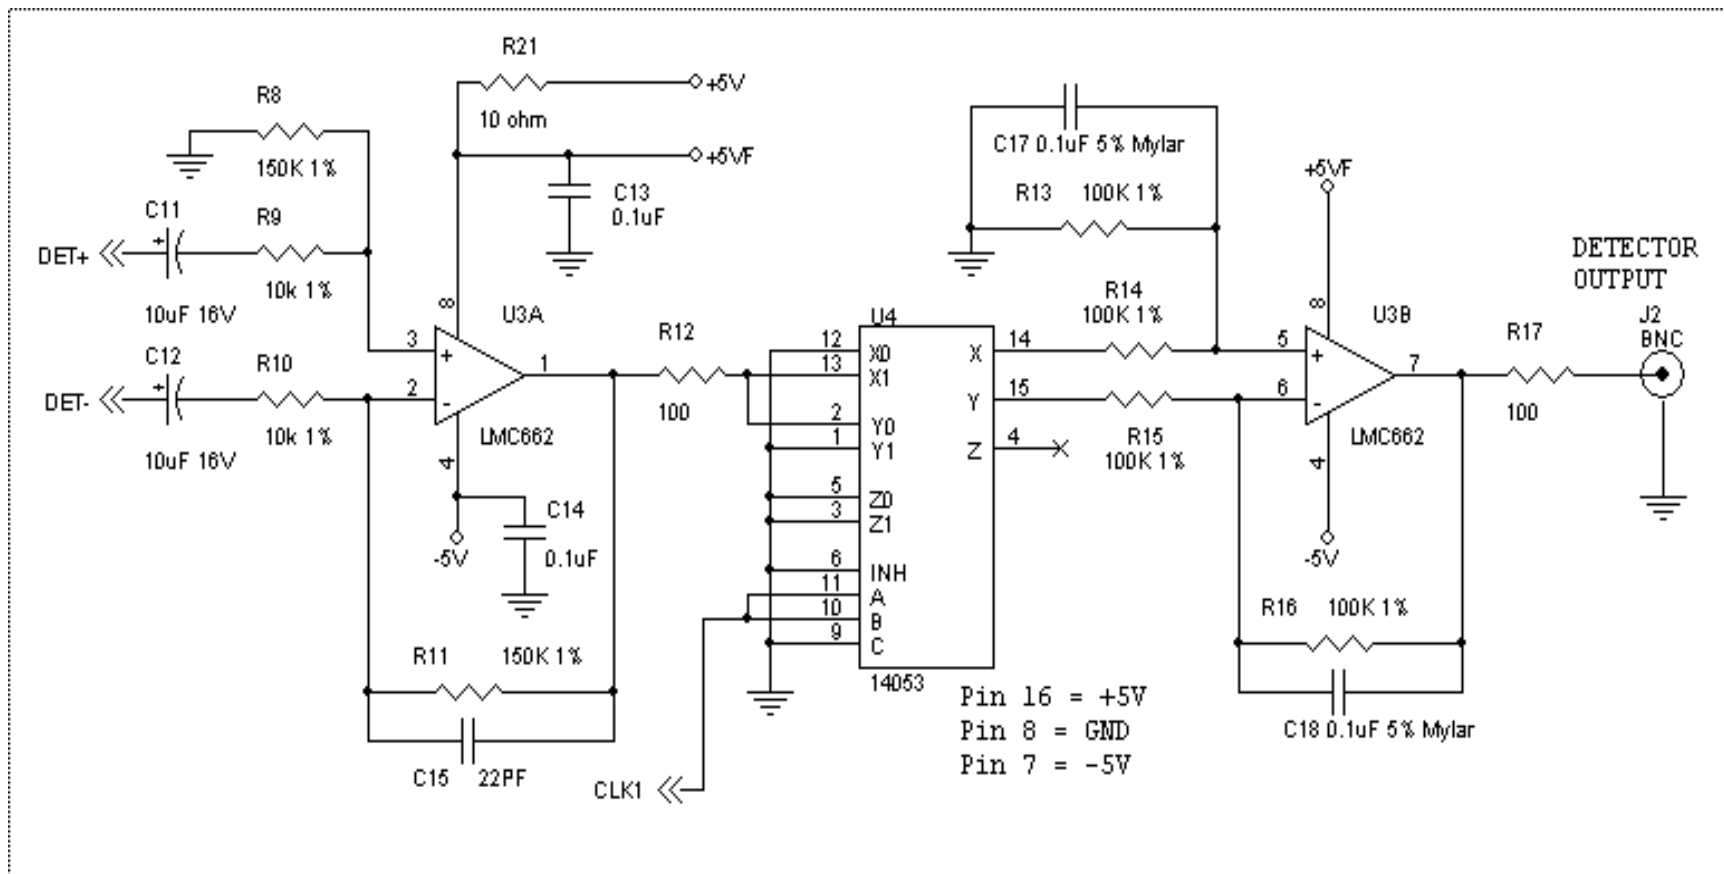 R21
+5V
10 ohm
R8
150K 1%
+5VF
C13
0.1uF
C11
R9
DET+
+
10k 1%
10uF 16V
8
U3A
3
+
1
C12
R10
DET-
+
2
-
10k 1%
10uF 16V
LMC662
4
C14
-5V
0.1uF
R11
150K 1%
C15
22PF
R12
100
U4
12
X0
X
14
13
X1
2
Y0
Y
15
1
Y1
Z
4
5
Z0
3
Z1
6
INH
11
A
10
B
9
C
14053
CLK1
Pin 16 = +5V
Pin 8 = GND
Pin 7 = -5V
C17 0.1uF 5% Mylar
R13
100K 1%
R14
100K 1%
R15
100K 1%
+5VF
8
U3B
5
+
7
6
-
LMC662
4
-5V
R16
100K 1%
C18 0.1uF 5% Mylar
R17
100
DETECTOR
OUTPUT
J2
BNC